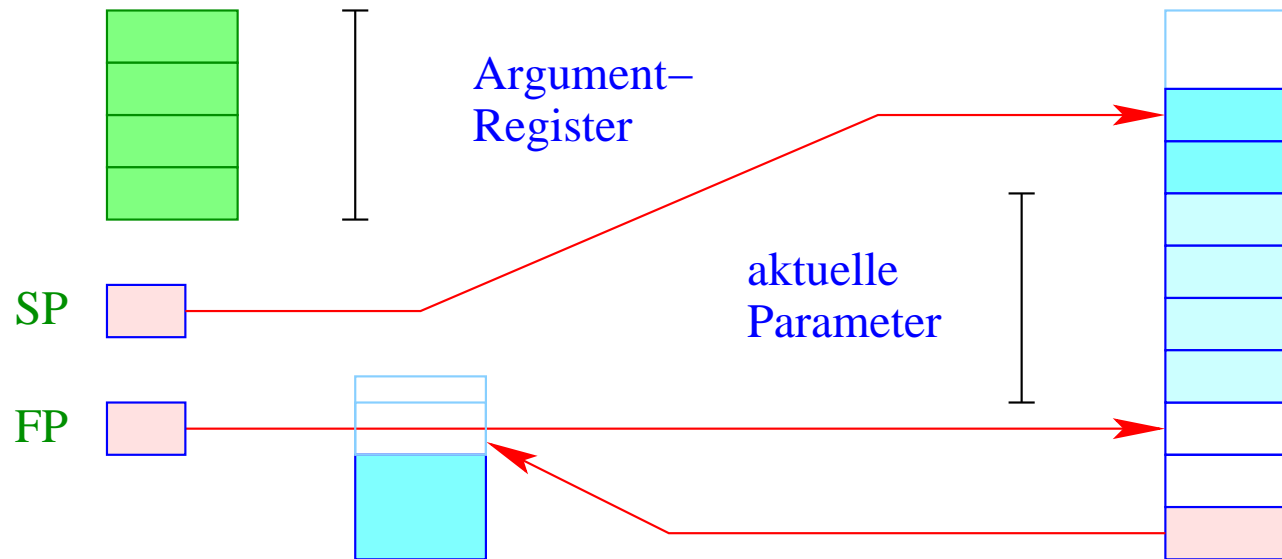 Argument–
Register
SP
aktuelle
Parameter
FP